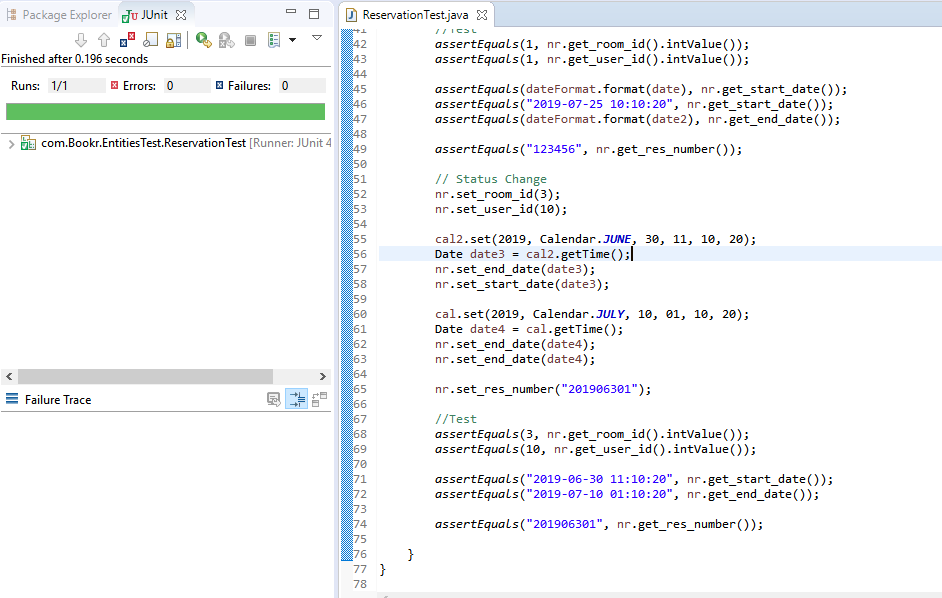 Package Explorer
JUnit
Finished after 0.196 seconds
Runs: 1/1
Errors: 0
Failures: 0
com.Bookr.EntitiesTest.ReservationTest [Runner: JUnit 4
Failure Trace
ReservationTest.java
41 //Test
42 assertEquals(1, nr.get_room_id().intValue());
43 assertEquals(1, nr.get_user_id().intValue());
44
45 assertEquals(dateFormat.format(date), nr.get_start_date());
46 assertEquals("2019-07-25 10:10:20", nr.get_start_date());
47 assertEquals(dateFormat.format(date2), nr.get_end_date());
48
49 assertEquals("123456", nr.get_res_number());
50
51 // Status Change
52 nr.set_room_id(3);
53 nr.set_user_id(10);
54
55 cal2.set(2019, Calendar.JUNE, 30, 11, 10, 20);
56 Date date3 = cal2.getTime();
57 nr.set_end_date(date3);
58 nr.set_start_date(date3);
59
60 cal.set(2019, Calendar.JULY, 10, 01, 10, 20);
61 Date date4 = cal.getTime();
62 nr.set_end_date(date4);
63 nr.set_end_date(date4);
64
65 nr.set_res_number("201906301");
66
67 //Test
68 assertEquals(3, nr.get_room_id().intValue());
69 assertEquals(10, nr.get_user_id().intValue());
70
71 assertEquals("2019-06-30 11:10:20", nr.get_start_date());
72 assertEquals("2019-07-10 01:10:20", nr.get_end_date());
73
74 assertEquals("201906301", nr.get_res_number());
75
76 }
77 }
78